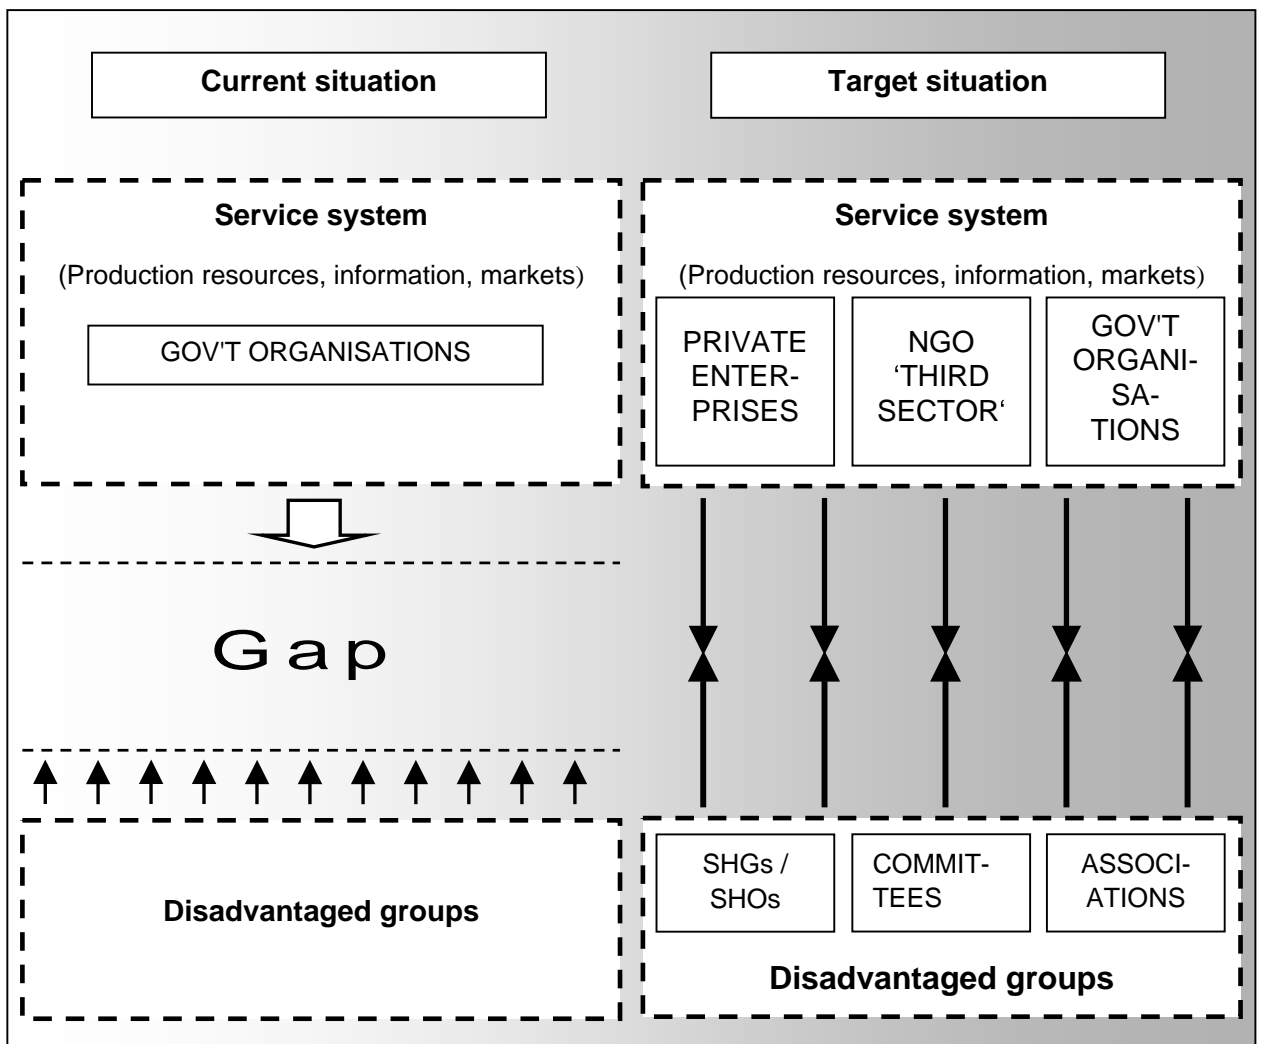 Current situation
Target situation
Service system
(Production resources, information, markets)
GOV'T ORGANISATIONS
Service system
(Production resources, information, markets)
PRIVATE
ENTER-
PRISES
NGO
‘THIRD
SECTOR‘
GOV'T
ORGANI-
SA-
TIONS
Gap
Disadvantaged groups
SHGs /
SHOs
COMMIT-
TEES
ASSOCI-
ATIONS
Disadvantaged groups